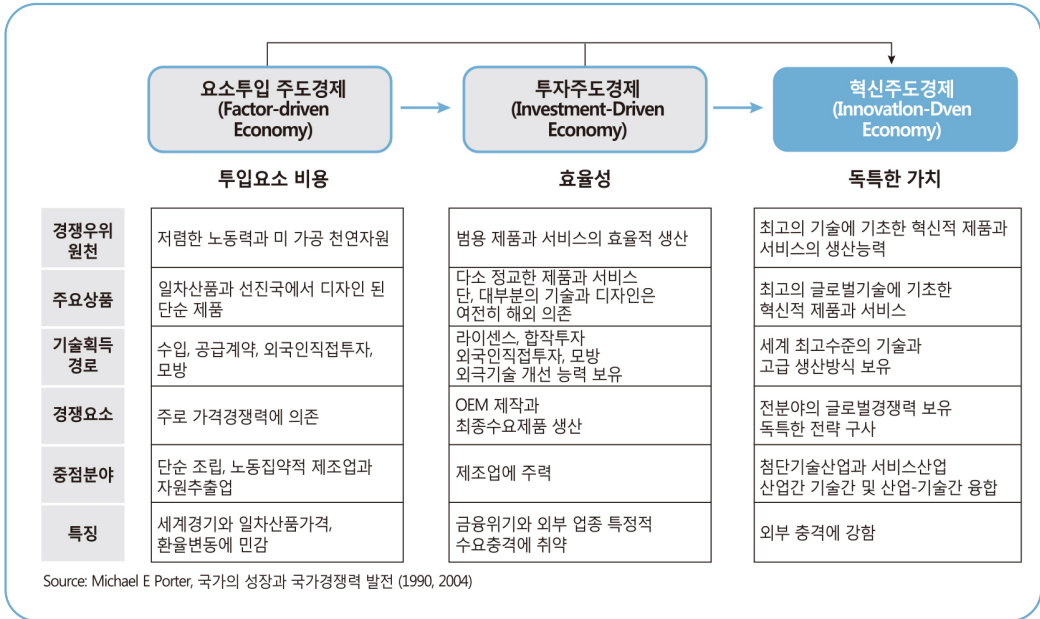 요소투입 주도경제
(Factor-driven
Economy)
투자주도경제
(Investment-Driven
Economy)
혁신주도경제
(Innovatlon-Dven
Economy)
투입요소 비용
효율성
독특한 가치
경쟁우위
원천
저렴한 노동력과 미 가공 천연자원
범용 제품과 서비스의 효율적 생산
최고의 기술에 기초한 혁신적 제품과
서비스의 생산능력
주요상품
일차산품과 선진국에서 디자인 된
단순 제품
다소 정교한 제품과 서비스
단, 대부분의 기술과 디자인은
여전히 해외 의존
최고의 글로벌기술에 기초한
혁신적 제품과 서비스
기술획득
경로
수입, 공급계약, 외국인직접투자,
모방
라이센스, 합작투자
외국인직접투자, 모방
외극기술 개선 능력 보유
세계 최고수준의 기술과
고급 생산방식 보유
경쟁요소
주로 가격경쟁력에 의존
OEM 제작과
최종수요제품 생산
전분야의 글로벌경쟁력 보유
독특한 전략 구사
중점분야
단순 조립, 노동집약적 제조업과
자원추출업
제조업에 주력
첨단기술산업과 서비스산업
산업간 기술간 및 산업-기술간 융합
특징
세계경기와 일차산품가격,
환율변동에 민감
금융위기와 외부 업종 특정적
수요충격에 취약
외부 충격에 강함
Source: Michael E Porter, 국가의 성장과 국가경쟁력 발전 (1990, 2004)